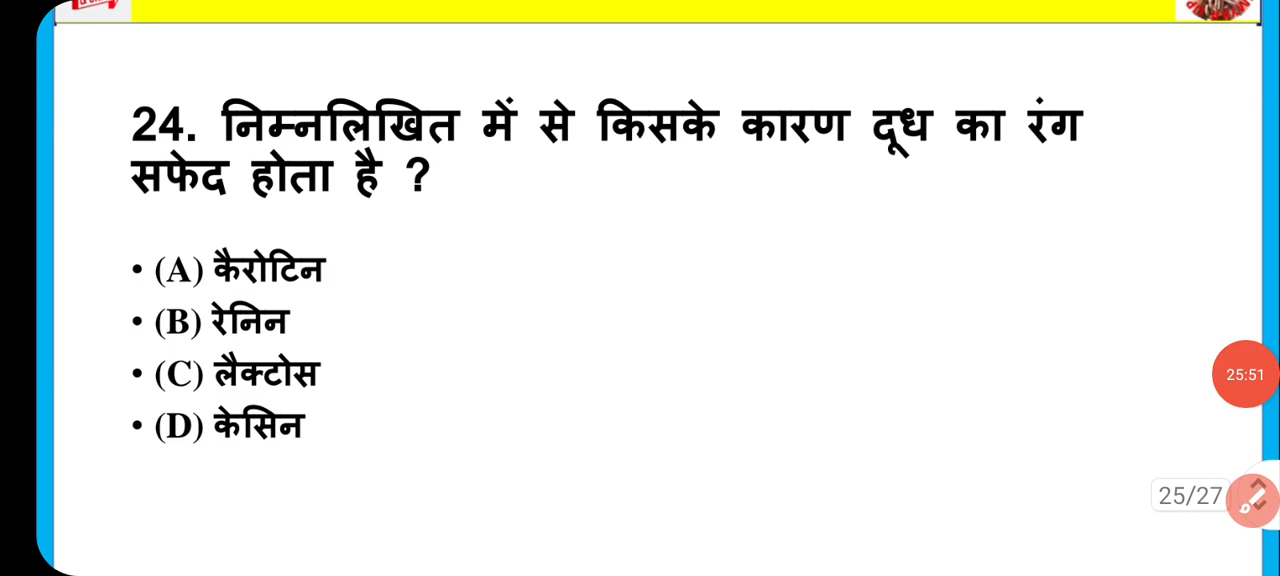 24. निम्नलिखित में से किसके कारण दूध का रंग
सफेद होता है ?
• (A) कैरोटिन
• (B) रेनिन
• (C) लैक्टोस
• (D) केसिन
25:51
25/27